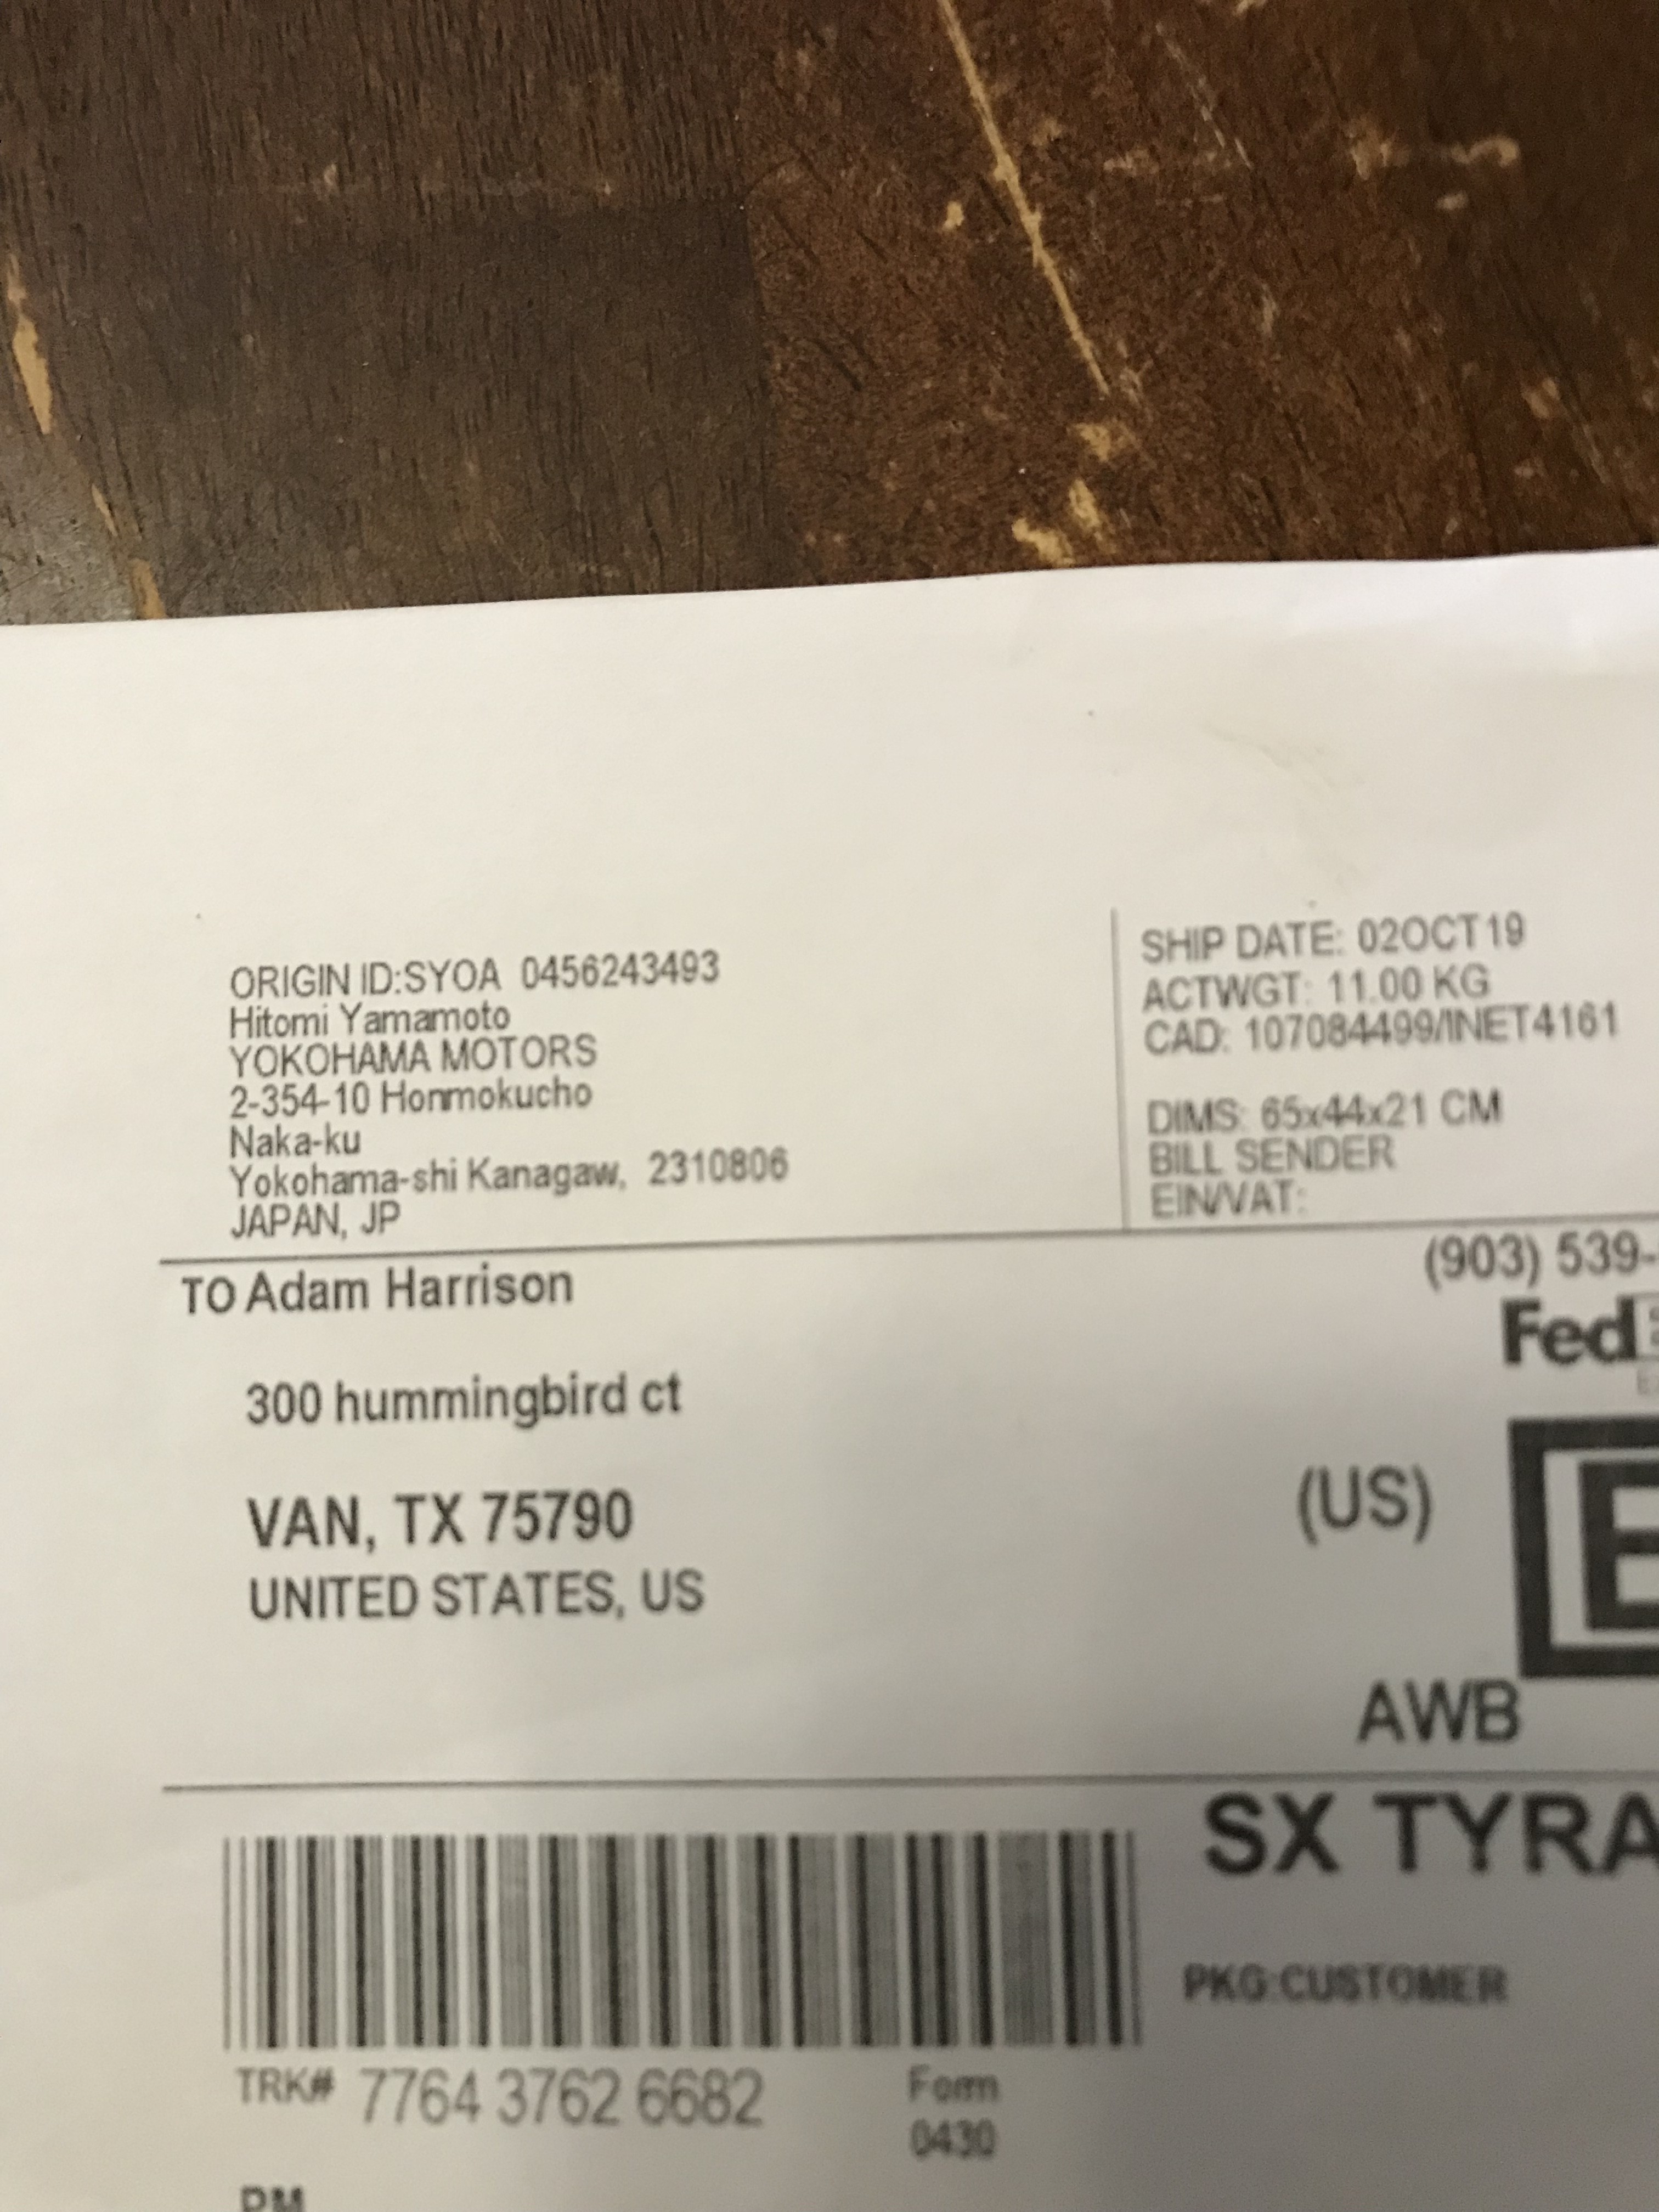 ORIGIN ID:SYOA 0456243493
Hitomi Yamamoto
YOKOHAMA MOTORS
2-354-10 Honmokucho
Naka-ku
Yokohama-shi Kanagaw, 2310806
JAPAN, JP
SHIP DATE: 02OCT19
ACTWGT: 11.00 KG
CAD: 107084499/INET4161
DIMS: 65x44x21 CM
BILL SENDER
EIN/VAT:
TO Adam Harrison
(903) 539-
300 hummingbird ct
VAN, TX 75790
UNITED STATES, US
Fed
(US)
E
AWB
SX TYRA
PKG:CUSTOMER
TRK# 7764 3762 6682
Form
0430
PM